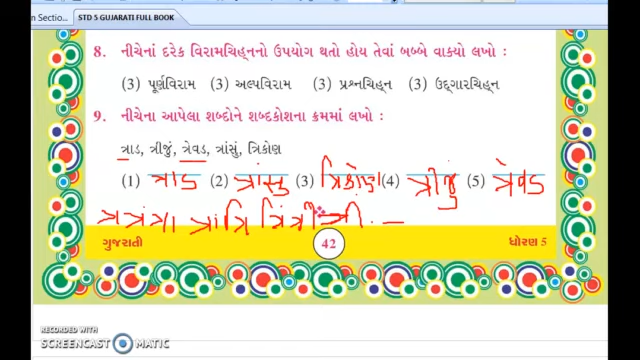 in Sectio...
STD 5 GUJARATI FULL BOOK
8. નીચેનાં દરેક વિરામચિહ્નનો ઉપયોગ થતો હોય તેવાં બબ્બે વાક્યો લખો :
(3) પૂર્ણવિરામ (3) અલ્પવિરામ (3) પ્રશ્નચિહ્ન (3) ઉદ્ગારચિહ્ન
9. નીચેના આપેલા શબ્દોને શબ્દકોશના ક્રમમાં લખો :
ત્રાડ, ત્રીજું, ત્રેવડ, ત્રાંસું, ત્રિકોણ
(1) ત્રાડ (2) ત્રાંસુ (3) ત્રિકોણ (4) ત્રીજું (5) ત્રેવડ
ત્ર ત્રં ત્રા ત્રાં ત્રિ ત્રિં ત્રી
ગુજરાતી 42 ધોરણ 5
RECORDED WITH
SCREENCAST MATIC